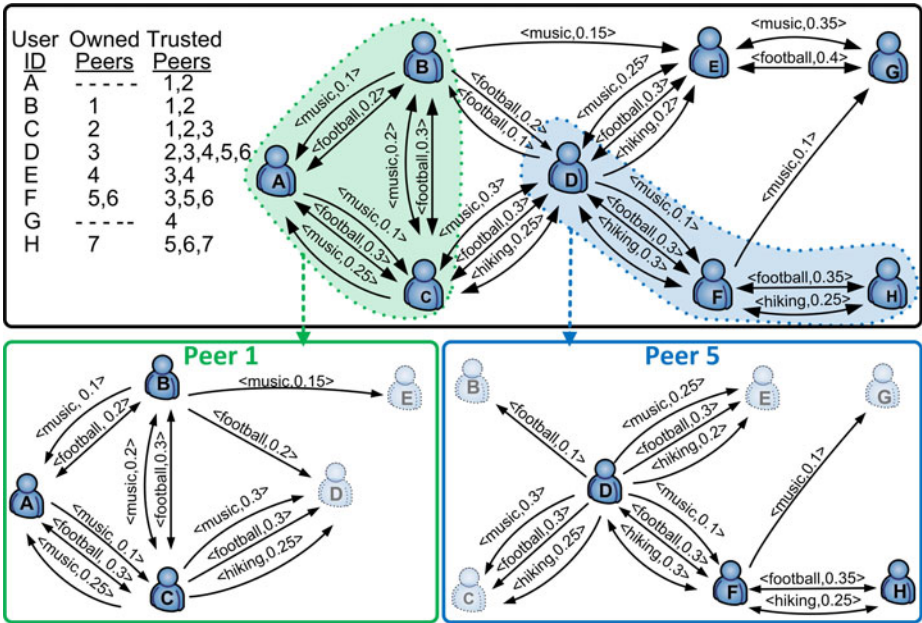 User Owned Trusted
ID Peers Peers
A - - - - - 1,2
B 1 1,2
C 2 1,2,3
D 3 2,3,4,5,6
E 4 3,4
F 5,6 3,5,6
G - - - - - 4
H 7 5,6,7
B
<music,0.15>
E
<music,0.35>
<football,0.4>
G
<music,0.1>
<football,0.2>
<music,0.2>
<football,0.3>
<football,0.2>
<football,0.1>
<music,0.25>
<football,0.3>
<hiking,0.2>
A
D
<music,0.1>
<music,0.1>
<football,0.3>
<music,0.25>
C
<music,0.3>
<football,0.3>
<hiking,0.25>
<music,0.1>
<football,0.3>
<hiking,0.3>
F
<football,0.35>
<hiking,0.25>
H
Peer 1
B
<music,0.15>
E
<music, 0.1>
<football, 0.2>
<music,0.2>
<football,0.3>
<football,0.2>
A
D
<music,0.1>
<football, 0.3>
<music,0.25>
<music,0.3>
<football,0.3>
<hiking,0.25>
C
Peer 5
B
<music,0.25>
<football,0.3>
<hiking,0.2>
E
G
<football,0.1>
<music,0.1>
D
<music,0.3>
<football,0.3>
<hiking,0.25>
<music,0.1>
<football,0.3>
<hiking,0.3>
C
F
<football,0.35>
<hiking,0.25>
H